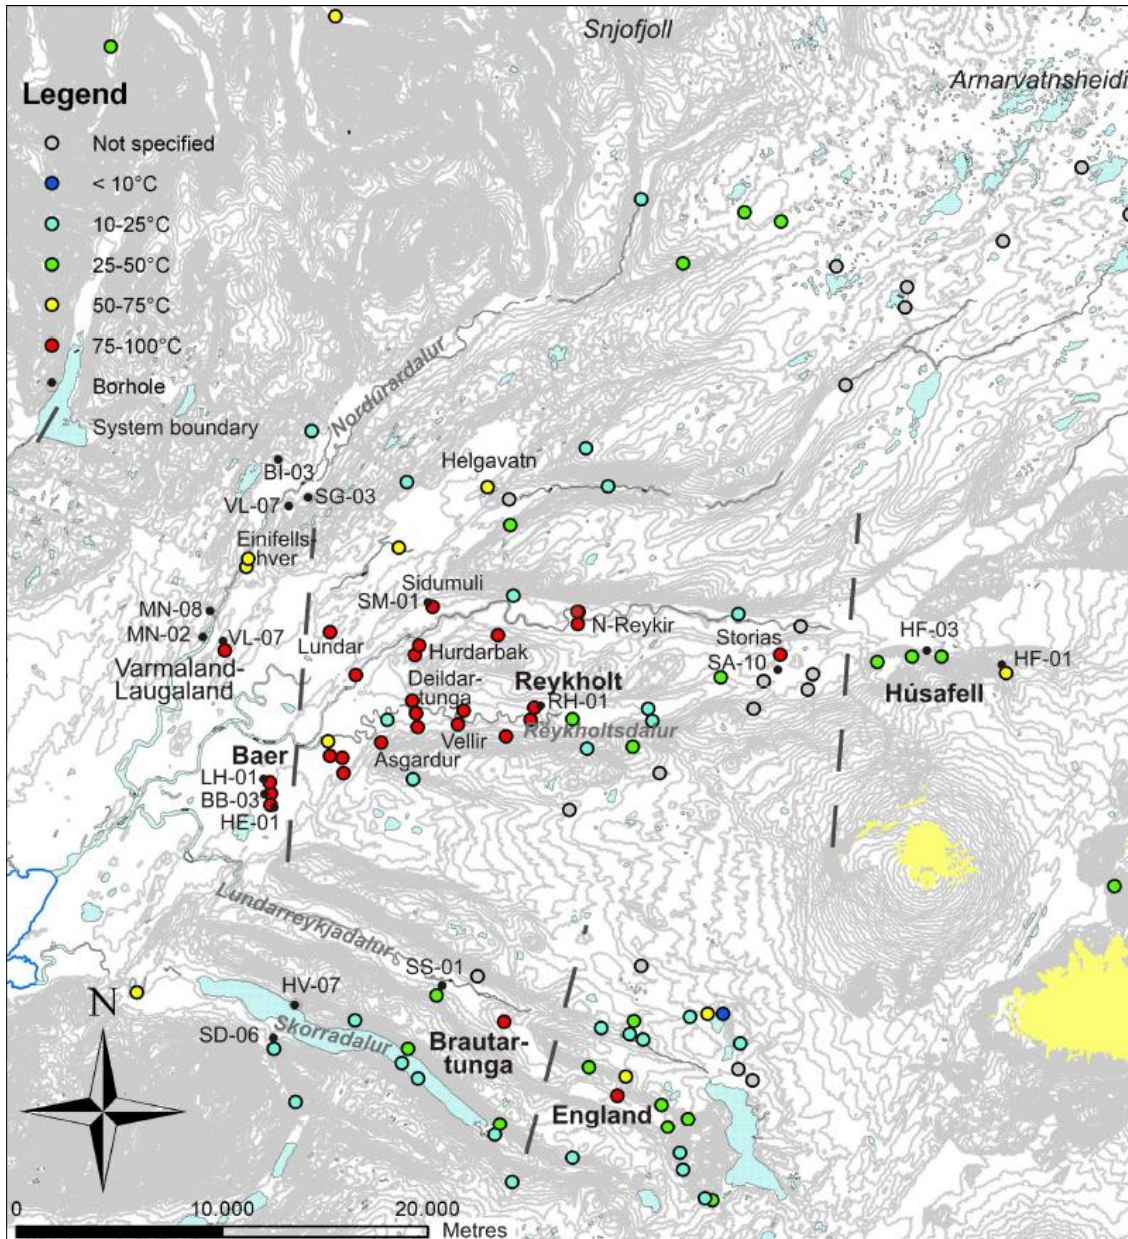 Snjofjoll
Arnarvatnsheidi
Legend
Not specified
< 10°C
10-25°C
25-50°C
50-75°C
75-100°C
Borhole
System boundary
Nordurardalur
BI-03
Helgavatn
SG-03
VL-07
Einifells-
hver
Sidumuli
SM-01
MN-08
MN-02
VL-07
Varmaland-
Laugaland
Lundar
Hurdarbak
N-Reykir
Storias
SA-10
HF-03
HF-01
Húsafell
Deildar-
tunga
Reykholt
RH-01
Reykholtsdalur
Vellir
Asgardur
Baer
LH-01
BB-03
HE-01
Lundarreykjadalur
SS-01
HV-07
Skorradalur
SD-06
Brautar-
tunga
England
N
0
10.000
20.000
Metres